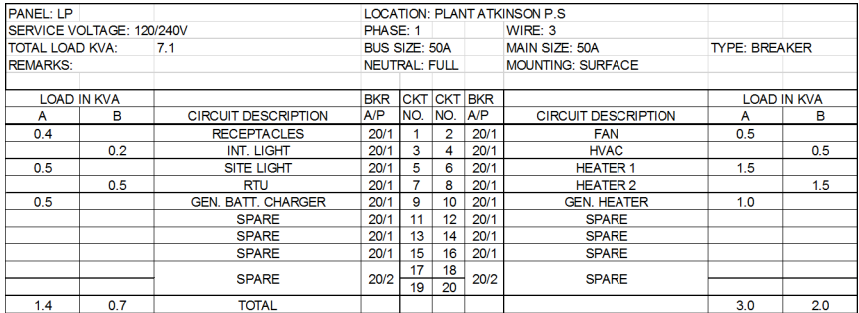 PANEL: LP LOCATION: PLANT ATKINSON P.S
SERVICE VOLTAGE: 120/240V PHASE: 1 WIRE: 3
TOTAL LOAD KVA: 7.1 BUS SIZE: 50A MAIN SIZE: 50A TYPE: BREAKER
REMARKS: NEUTRAL: FULL MOUNTING: SURFACE
LOAD IN KVA BKR CKT CKT BKR LOAD IN KVA
A B CIRCUIT DESCRIPTION A/P NO. NO. A/P CIRCUIT DESCRIPTION A B
0.4 RECEPTACLES 20/1 1 2 20/1 FAN 0.5
0.2 INT. LIGHT 20/1 3 4 20/1 HVAC 0.5
0.5 SITE LIGHT 20/1 5 6 20/1 HEATER 1 1.5
0.5 RTU 20/1 7 8 20/1 HEATER 2 1.5
0.5 GEN. BATT. CHARGER 20/1 9 10 20/1 GEN. HEATER 1.0
SPARE 20/1 11 12 20/1 SPARE
SPARE 20/1 13 14 20/1 SPARE
SPARE 20/1 15 16 20/1 SPARE
17 18
SPARE 20/2 20/2 SPARE
19 20
1.4 0.7 TOTAL 3.0 2.0